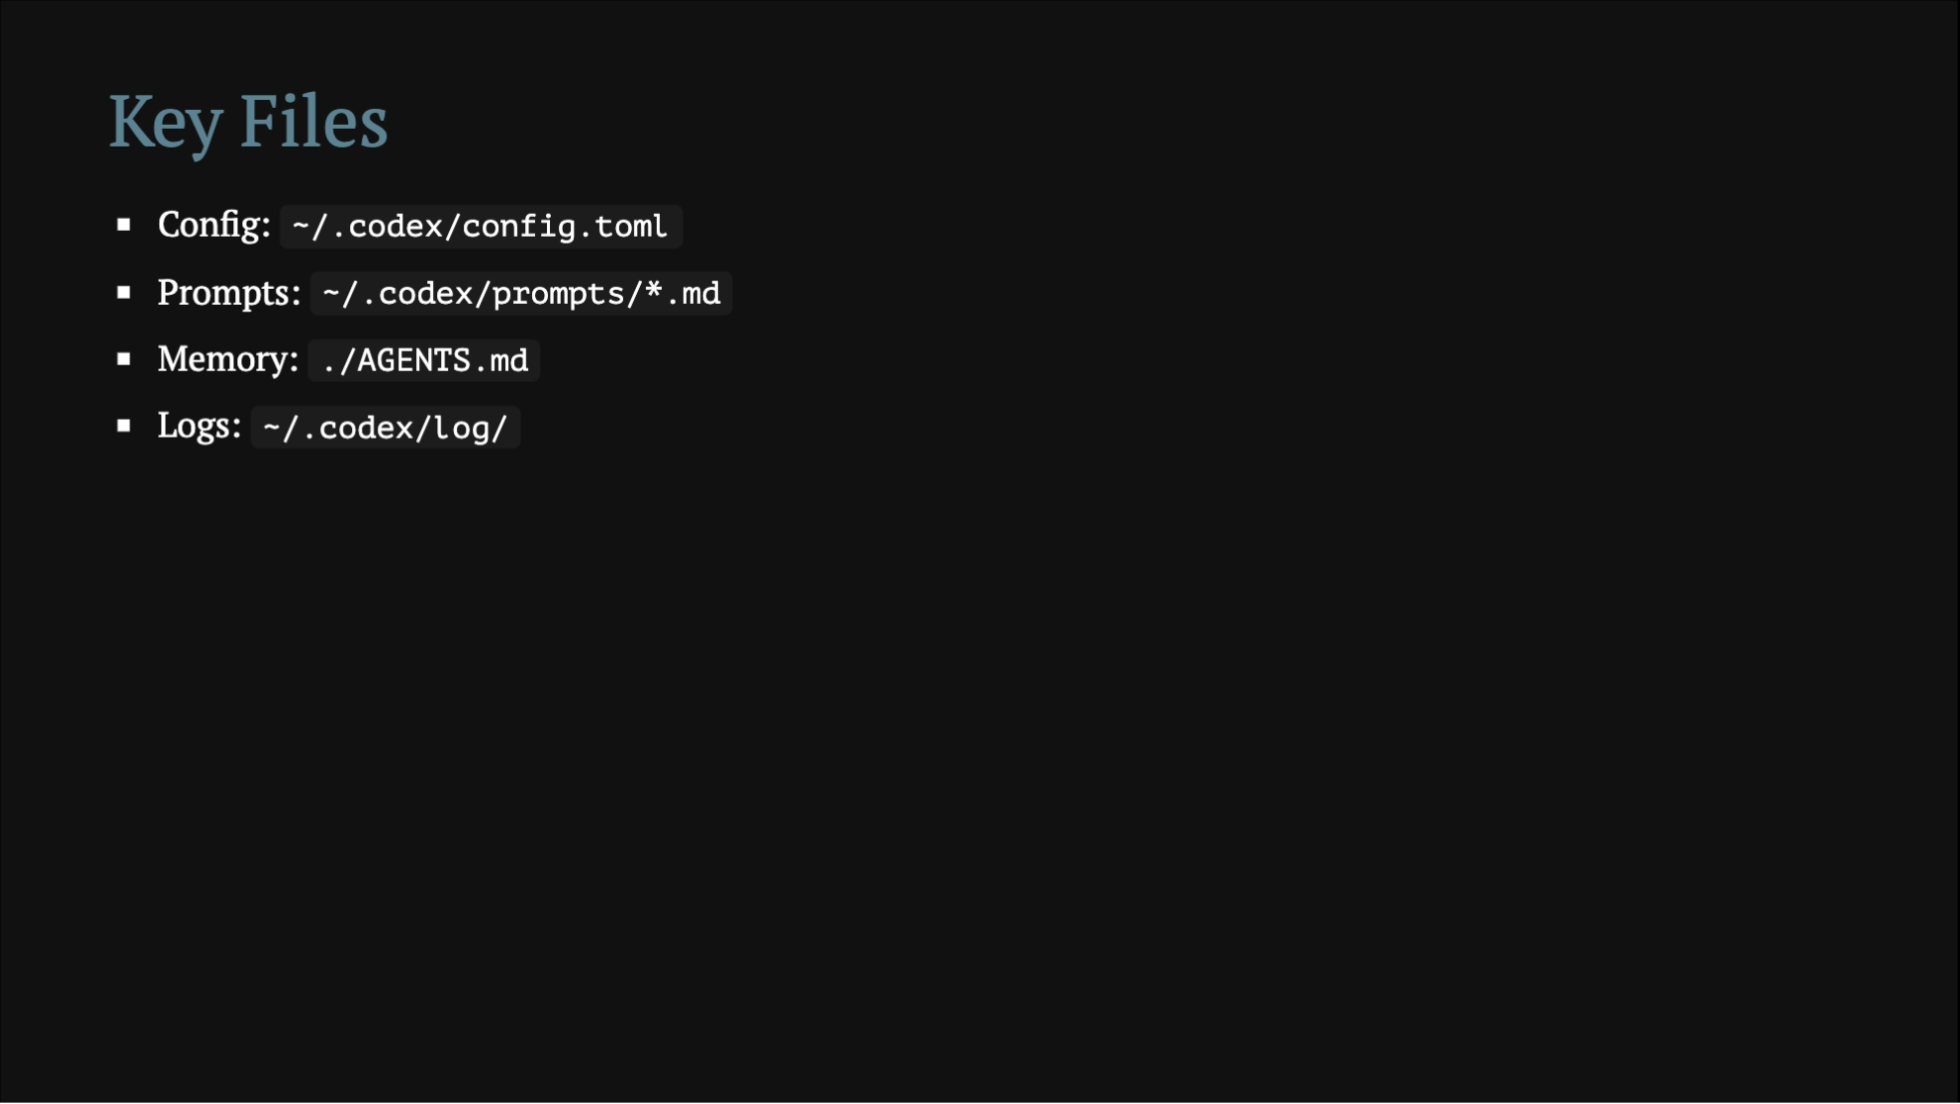 Key Files
▪ Config: ~/.codex/config.toml
▪ Prompts: ~/.codex/prompts/*.md
▪ Memory: ./AGENTS.md
▪ Logs: ~/.codex/log/